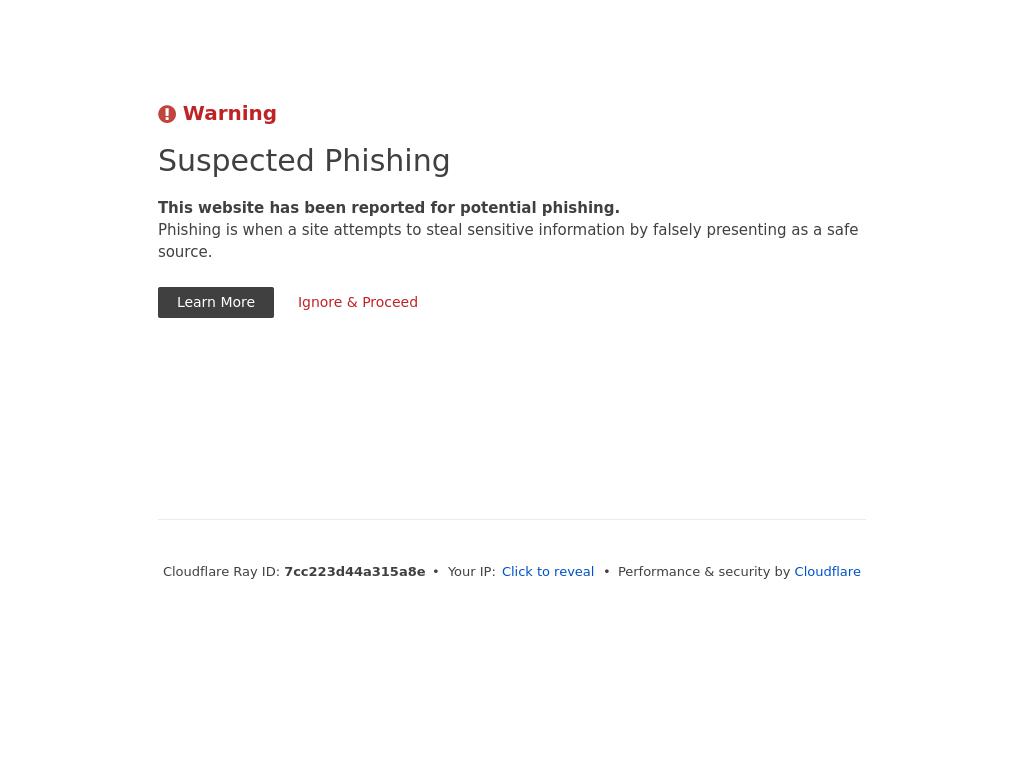 Warning
Suspected Phishing
This website has been reported for potential phishing.
Phishing is when a site attempts to steal sensitive information by falsely presenting as a safe
source.
Learn More Ignore & Proceed
Cloudflare Ray ID: 7cc223d44a315a8e • Your IP: Click to reveal • Performance & security by Cloudflare